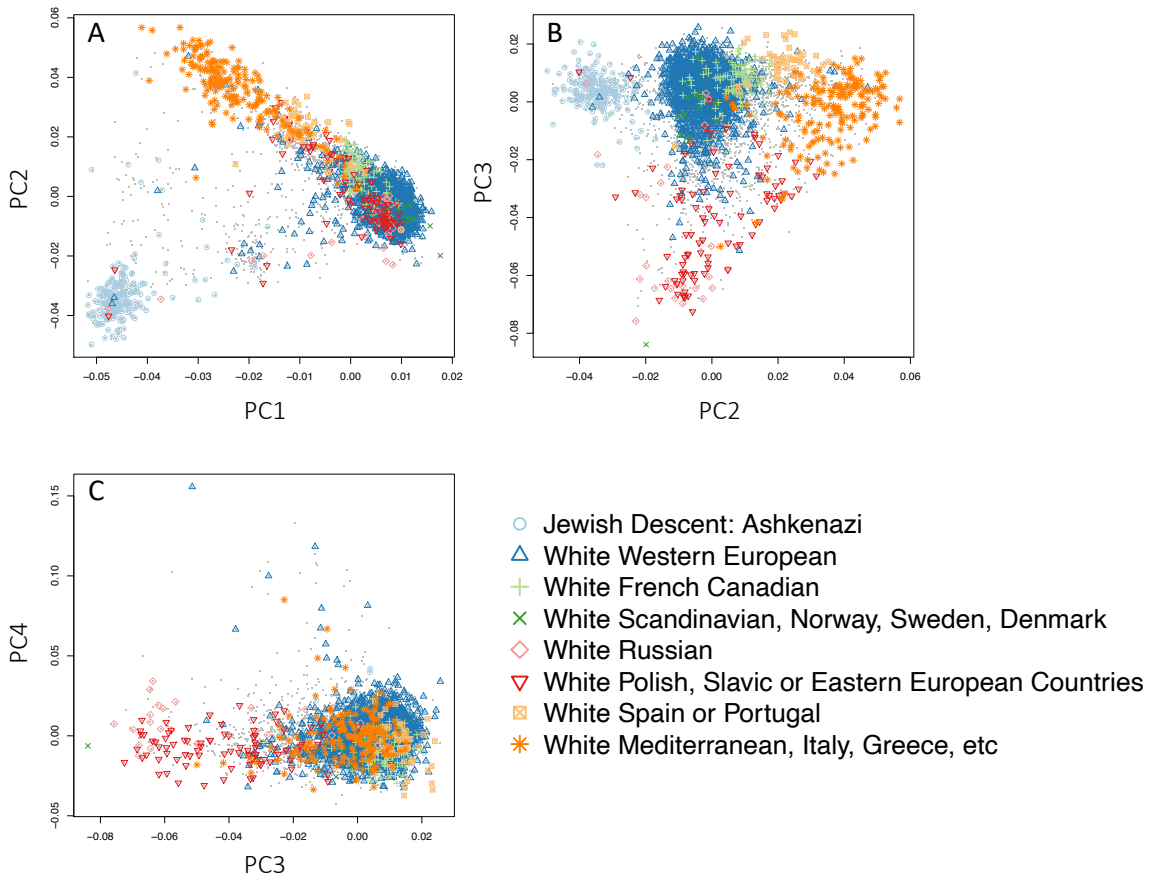 A
0.06
0.04
0.02
0.00
−0.02
−0.04
PC2
−0.05 −0.04 −0.03 −0.02 −0.01 0.00 0.01 0.02
PC1
B
0.02
0.00
−0.02
−0.04
−0.06
−0.08
PC3
−0.04 −0.02 0.00 0.02 0.04 0.06
PC2
C
0.15
0.10
0.05
0.00
−0.05
PC4
−0.08 −0.06 −0.04 −0.02 0.00 0.02
PC3
Jewish Descent: Ashkenazi
White Western European
White French Canadian
White Scandinavian, Norway, Sweden, Denmark
White Russian
White Polish, Slavic or Eastern European Countries
White Spain or Portugal
White Mediterranean, Italy, Greece, etc